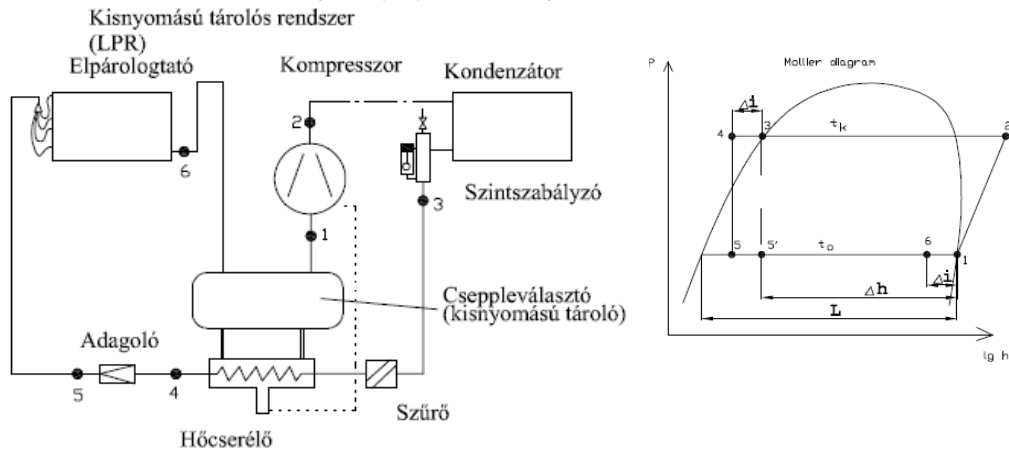 Kisnyomású tárolós rendszer
(LPR)
Elpárologtató
Kompresszor
Kondenzátor
2
6
3
Szintszabályzó
1
Cseppleválasztó
(kisnyomású tároló)
Adagoló
5
4
Szűrő
Hőcserélő
P
Mollier diagram
Δi
4
3
t_k
2
5
5'
t_o
6
1
Δi
Δh
L
lg h